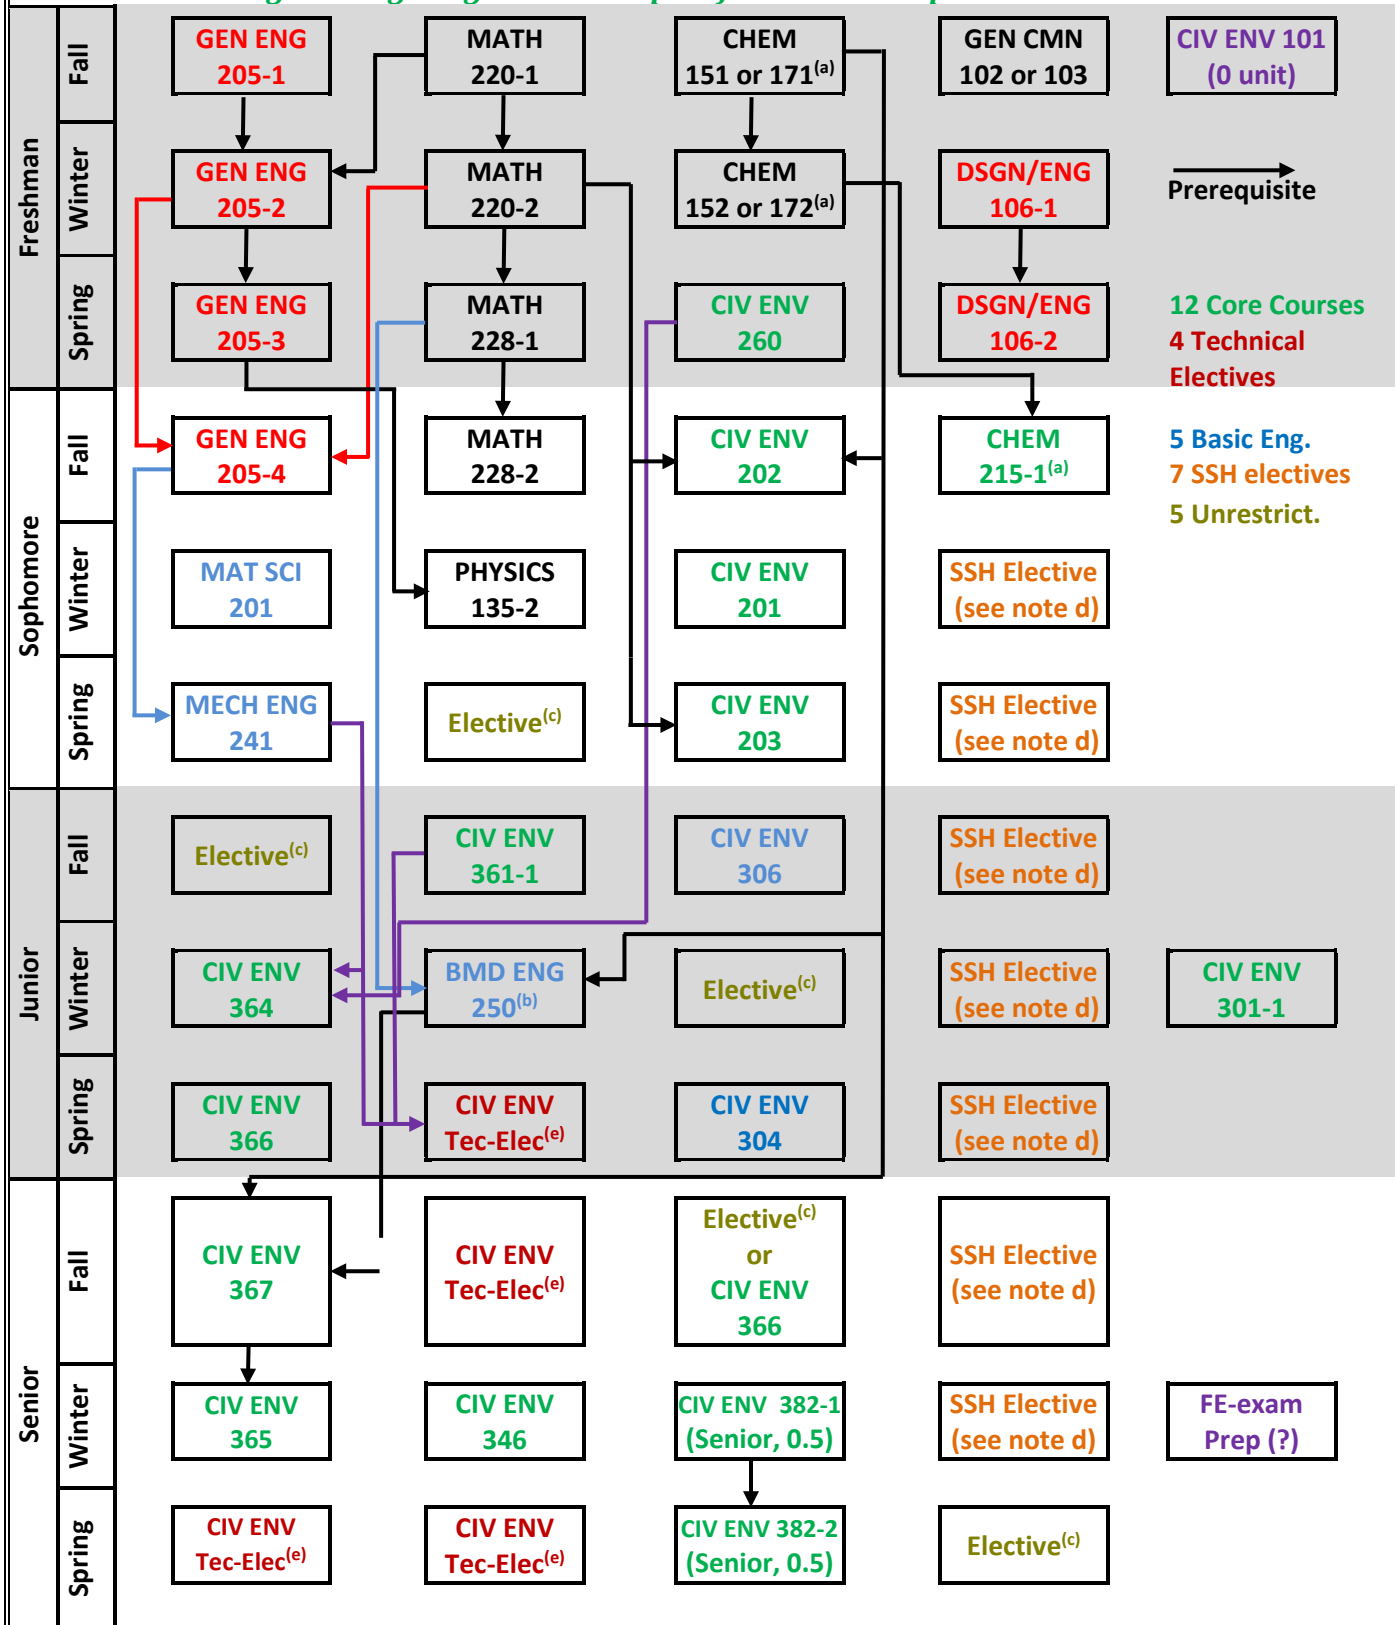 Freshman
Fall
GEN ENG
205-1
MATH
220-1
CHEM
151 or 171(a)
GEN CMN
102 or 103
CIV ENV 101
(0 unit)
Winter
GEN ENG
205-2
MATH
220-2
CHEM
152 or 172(a)
DSGN/ENG
106-1
Prerequisite
Spring
GEN ENG
205-3
MATH
228-1
CIV ENV
260
DSGN/ENG
106-2
12 Core Courses
4 Technical
Electives
Sophomore
Fall
GEN ENG
205-4
MATH
228-2
CIV ENV
202
CHEM
215-1(a)
5 Basic Eng.
7 SSH electives
5 Unrestrict.
Winter
MAT SCI
201
PHYSICS
135-2
CIV ENV
201
SSH Elective
(see note d)
Spring
MECH ENG
241
Elective(c)
CIV ENV
203
SSH Elective
(see note d)
Junior
Fall
Elective(c)
CIV ENV
361-1
CIV ENV
306
SSH Elective
(see note d)
Winter
CIV ENV
364
BMD ENG
250(b)
Elective(c)
SSH Elective
(see note d)
CIV ENV
301-1
Spring
CIV ENV
366
CIV ENV
Tec-Elec(e)
CIV ENV
304
SSH Elective
(see note d)
Senior
Fall
CIV ENV
367
CIV ENV
Tec-Elec(e)
Elective(c)
or
CIV ENV
366
SSH Elective
(see note d)
Winter
CIV ENV
365
CIV ENV
346
CIV ENV 382-1
(Senior, 0.5)
SSH Elective
(see note d)
FE-exam
Prep (?)
Spring
CIV ENV
Tec-Elec(e)
CIV ENV
Tec-Elec(e)
CIV ENV 382-2
(Senior, 0.5)
Elective(c)